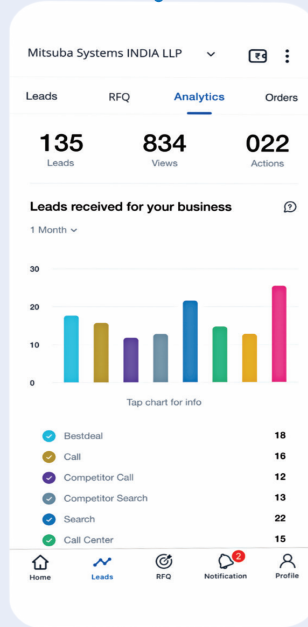 Mitsuba Systems INDIA LLP
Leads RFQ Analytics Orders
135 834 022
Leads Views Actions
Leads received for your business
1 Month
30
20
10
0
Tap chart for info
Bestdeal 18
Call 16
Competitor Call 12
Competitor Search 13
Search 22
Call Center 15
2
Home Leads RFQ Notification Profile